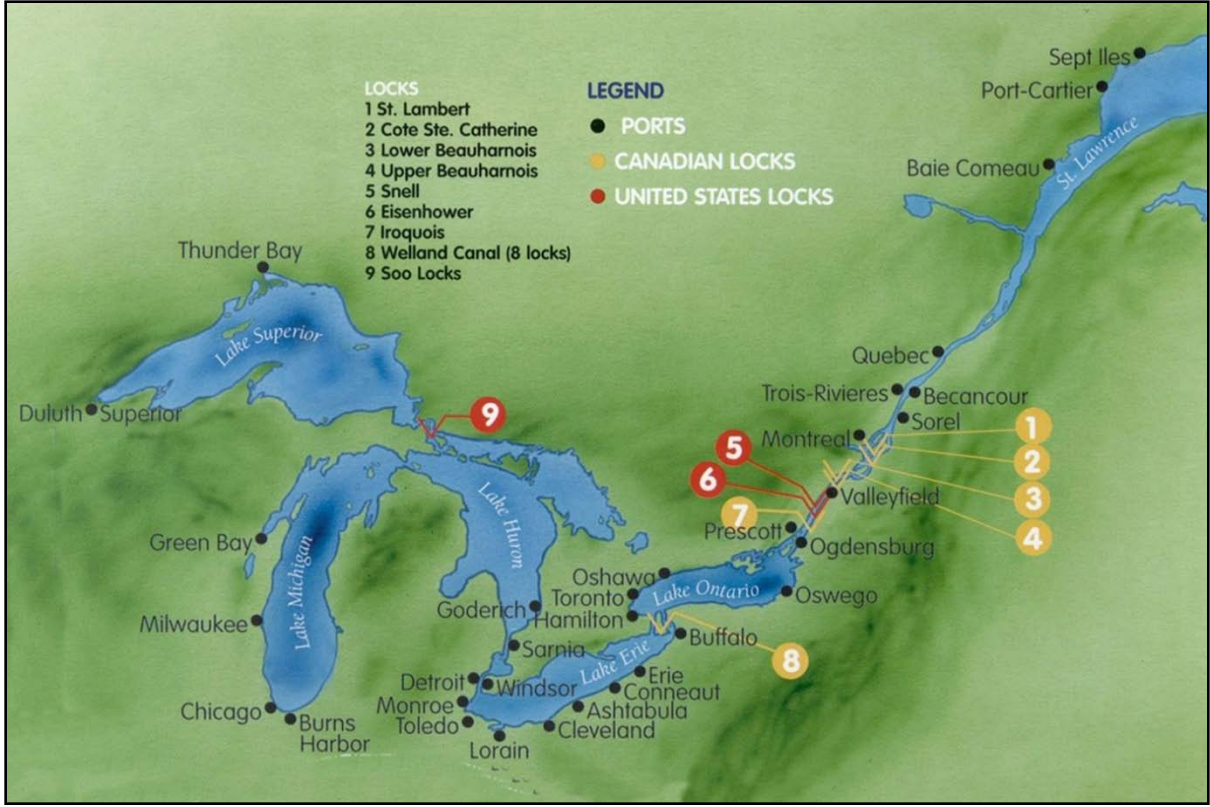 LOCKS
1 St. Lambert
2 Cote Ste. Catherine
3 Lower Beauharnois
4 Upper Beauharnois
5 Snell
6 Eisenhower
7 Iroquois
8 Welland Canal (8 locks)
9 Soo Locks
LEGEND
PORTS
CANADIAN LOCKS
UNITED STATES LOCKS
Sept Iles
Port-Cartier
St. Lawrence
Baie Comeau
Thunder Bay
Lake Superior
Duluth Superior
9
Quebec
Trois-Rivieres
Becancour
Sorel
Montreal
1
2
3
4
5
6
7
Valleyfield
Prescott
Ogdensburg
Lake Huron
Green Bay
Lake Michigan
Milwaukee
Chicago
Burns
Harbor
Oshawa
Toronto
Hamilton
Lake Ontario
Oswego
Goderich
Sarnia
Buffalo
8
Lake Erie
Detroit
Windsor
Monroe
Toledo
Lorain
Erie
Conneaut
Ashtabula
Cleveland